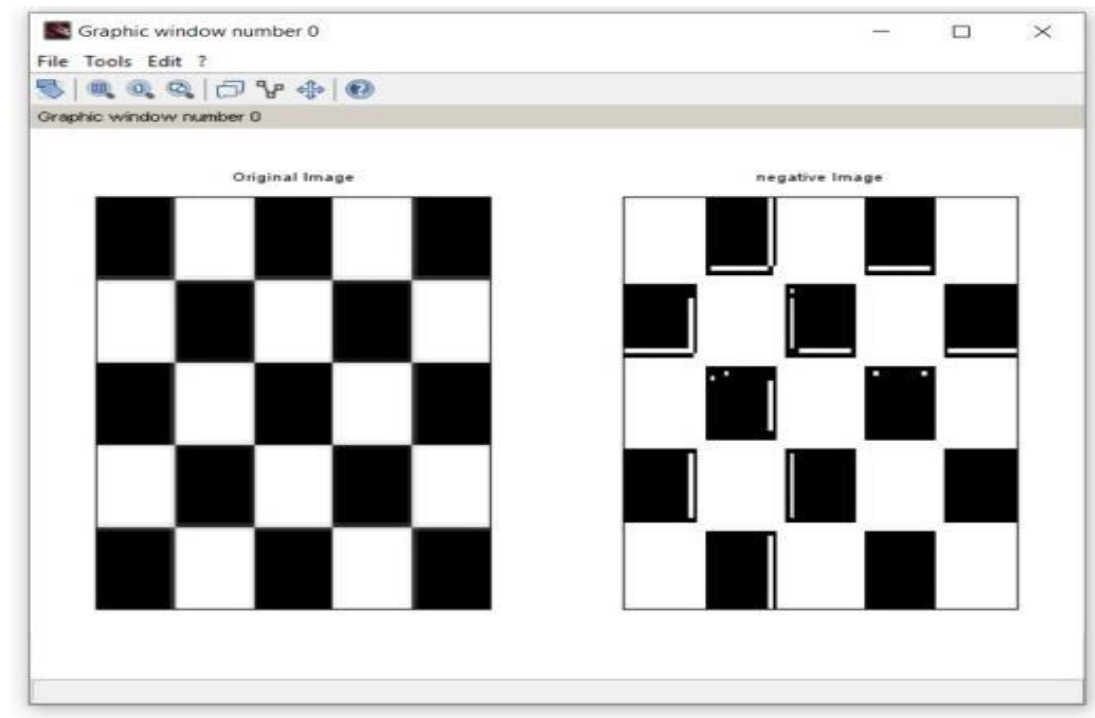 Graphic window number 0
File Tools Edit ?
Graphic window number 0
Original Image
negative Image